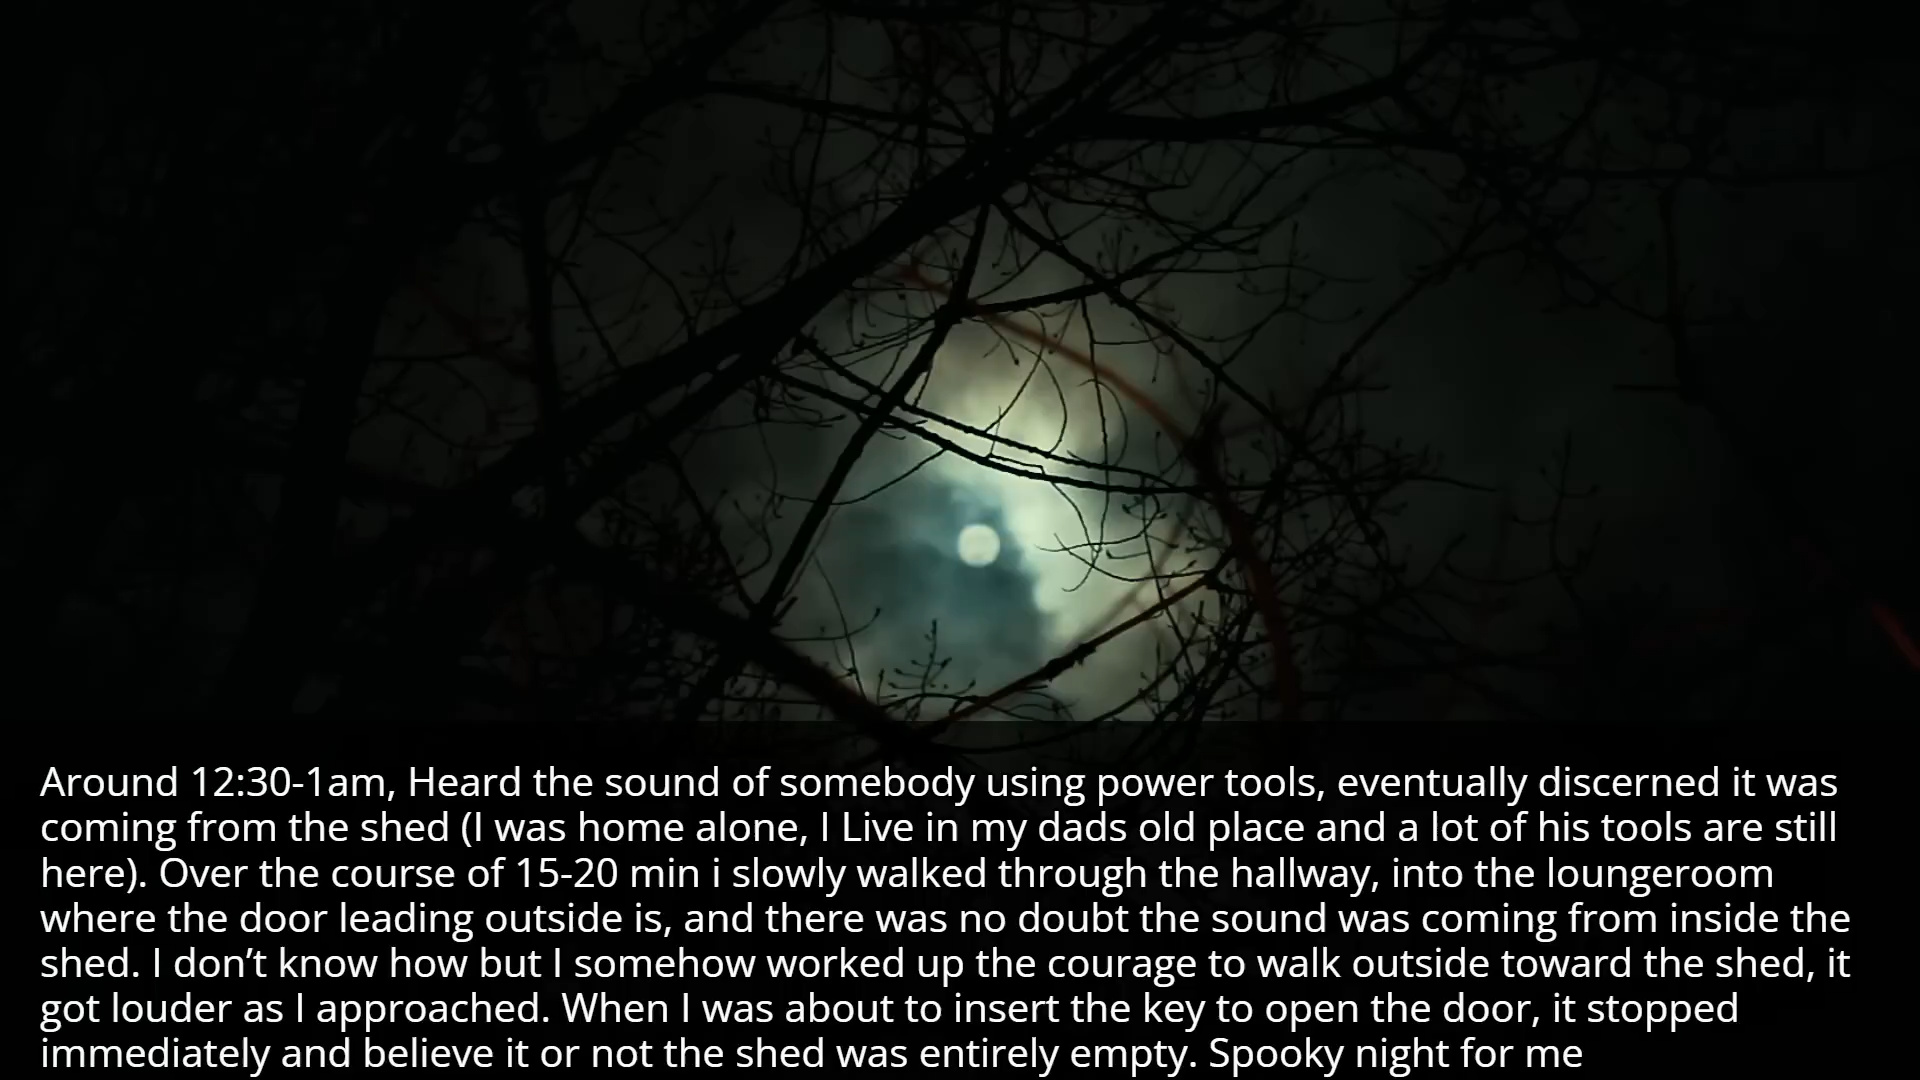 Around 12:30-1am, Heard the sound of somebody using power tools, eventually discerned it was
coming from the shed (I was home alone, I Live in my dads old place and a lot of his tools are still
here). Over the course of 15-20 min i slowly walked through the hallway, into the loungeroom
where the door leading outside is, and there was no doubt the sound was coming from inside the
shed. I don’t know how but I somehow worked up the courage to walk outside toward the shed, it
got louder as I approached. When I was about to insert the key to open the door, it stopped
immediately and believe it or not the shed was entirely empty. Spooky night for me